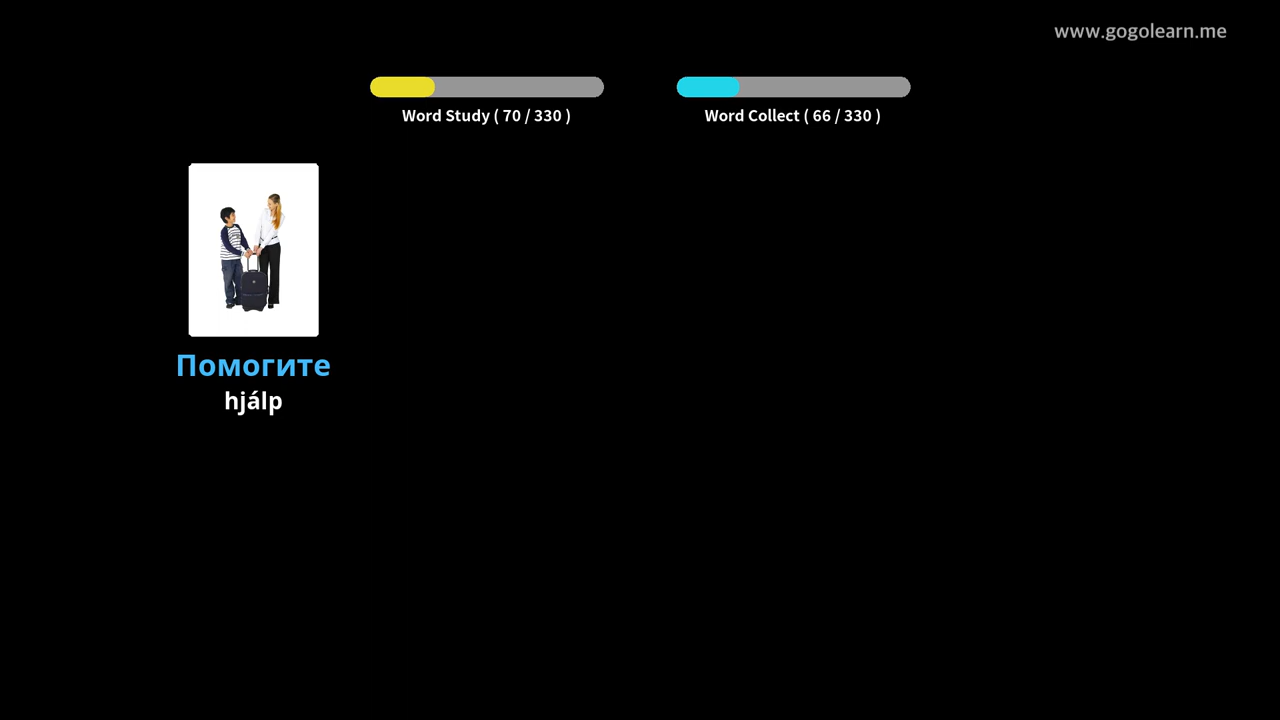 www.gogolearn.me
Word Study ( 70 / 330 )
Word Collect ( 66 / 330 )
Помогите
hjálp